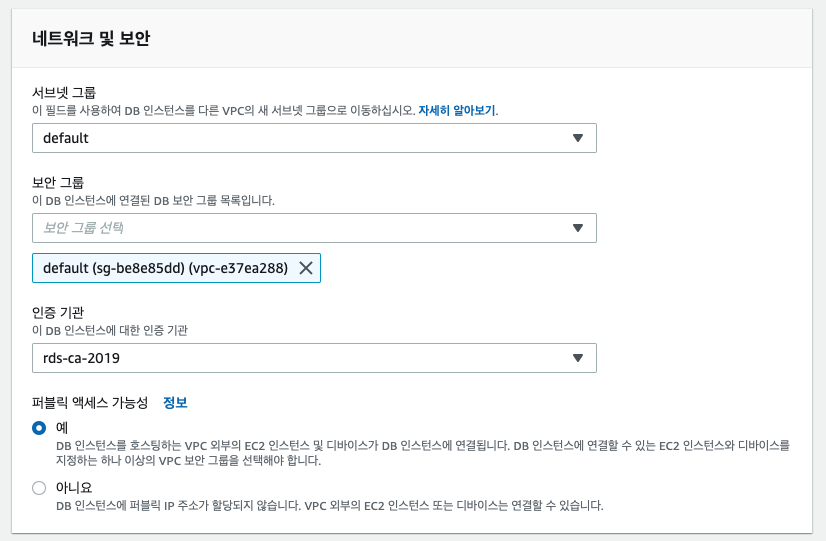 네트워크 및 보안
서브넷 그룹
이 필드를 사용하여 DB 인스턴스를 다른 VPC의 새 서브넷 그룹으로 이동하십시오. 자세히 알아보기.
default
보안 그룹
이 DB 인스턴스에 연결된 DB 보안 그룹 목록입니다.
보안 그룹 선택
default (sg-be8e85dd) (vpc-e37ea288)
인증 기관
이 DB 인스턴스에 대한 인증 기관
rds-ca-2019
퍼블릭 액세스 가능성 정보
예
DB 인스턴스를 호스팅하는 VPC 외부의 EC2 인스턴스 및 디바이스가 DB 인스턴스에 연결됩니다. DB 인스턴스에 연결할 수 있는 EC2 인스턴스와 디바이스를
지정하는 하나 이상의 VPC 보안 그룹을 선택해야 합니다.
아니요
DB 인스턴스에 퍼블릭 IP 주소가 할당되지 않습니다. VPC 외부의 EC2 인스턴스 또는 디바이스는 연결할 수 있습니다.